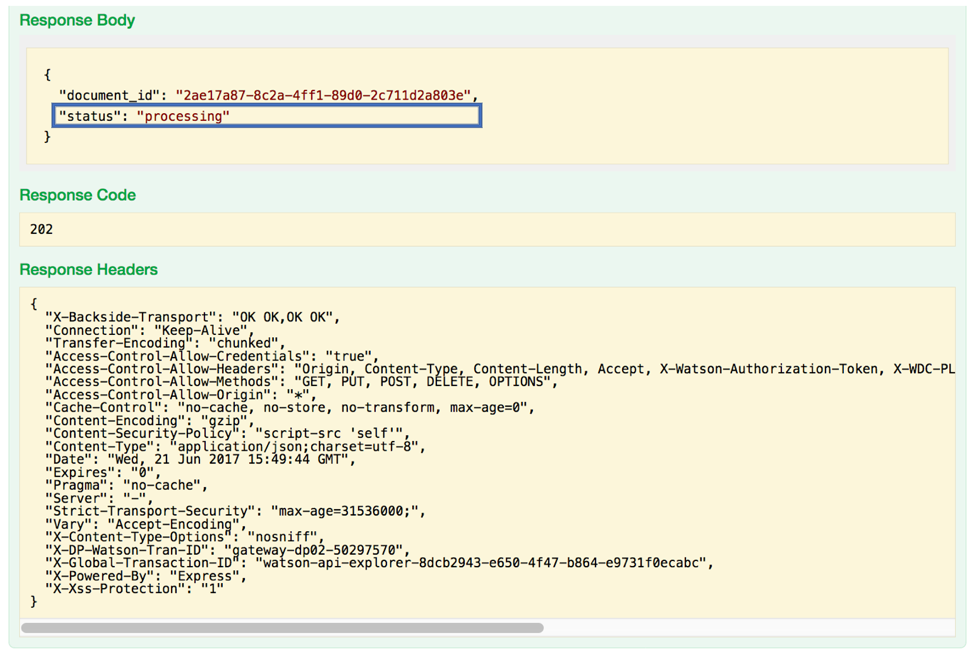 Response Body
{
"document_id": "2ae17a87-8c2a-4ff1-89d0-2c711d2a803e",
"status": "processing"
}
Response Code
202
Response Headers
{
"X-Backside-Transport": "OK OK,OK OK",
"Connection": "Keep-Alive",
"Transfer-Encoding": "chunked",
"Access-Control-Allow-Credentials": "true",
"Access-Control-Allow-Headers": "Origin, Content-Type, Content-Length, Accept, X-Watson-Authorization-Token, X-WDC-PL
"Access-Control-Allow-Methods": "GET, PUT, POST, DELETE, OPTIONS",
"Access-Control-Allow-Origin": "*",
"Cache-Control": "no-cache, no-store, no-transform, max-age=0",
"Content-Encoding": "gzip",
"Content-Security-Policy": "script-src 'self'",
"Content-Type": "application/json;charset=utf-8",
"Date": "Wed, 21 Jun 2017 15:49:44 GMT",
"Expires": "0",
"Pragma": "no-cache",
"Server": "-",
"Strict-Transport-Security": "max-age=31536000;",
"Vary": "Accept-Encoding",
"X-Content-Type-Options": "nosniff",
"X-DP-Watson-Tran-ID": "gateway-dp02-50297570",
"X-Global-Transaction-ID": "watson-api-explorer-8dcb2943-e650-4f47-b864-e9731f0ecabc",
"X-Powered-By": "Express",
"X-Xss-Protection": "1"
}